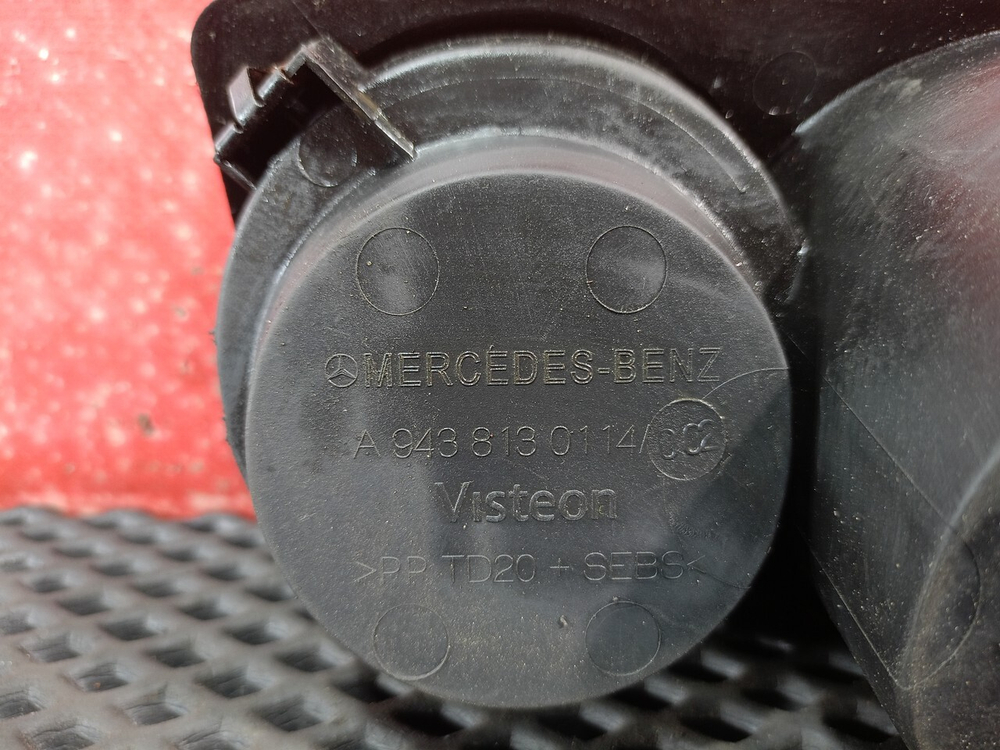 MERCEDES-BENZ
A 943 813 0114/002
Visteon
>PP TD20 + SEBS<